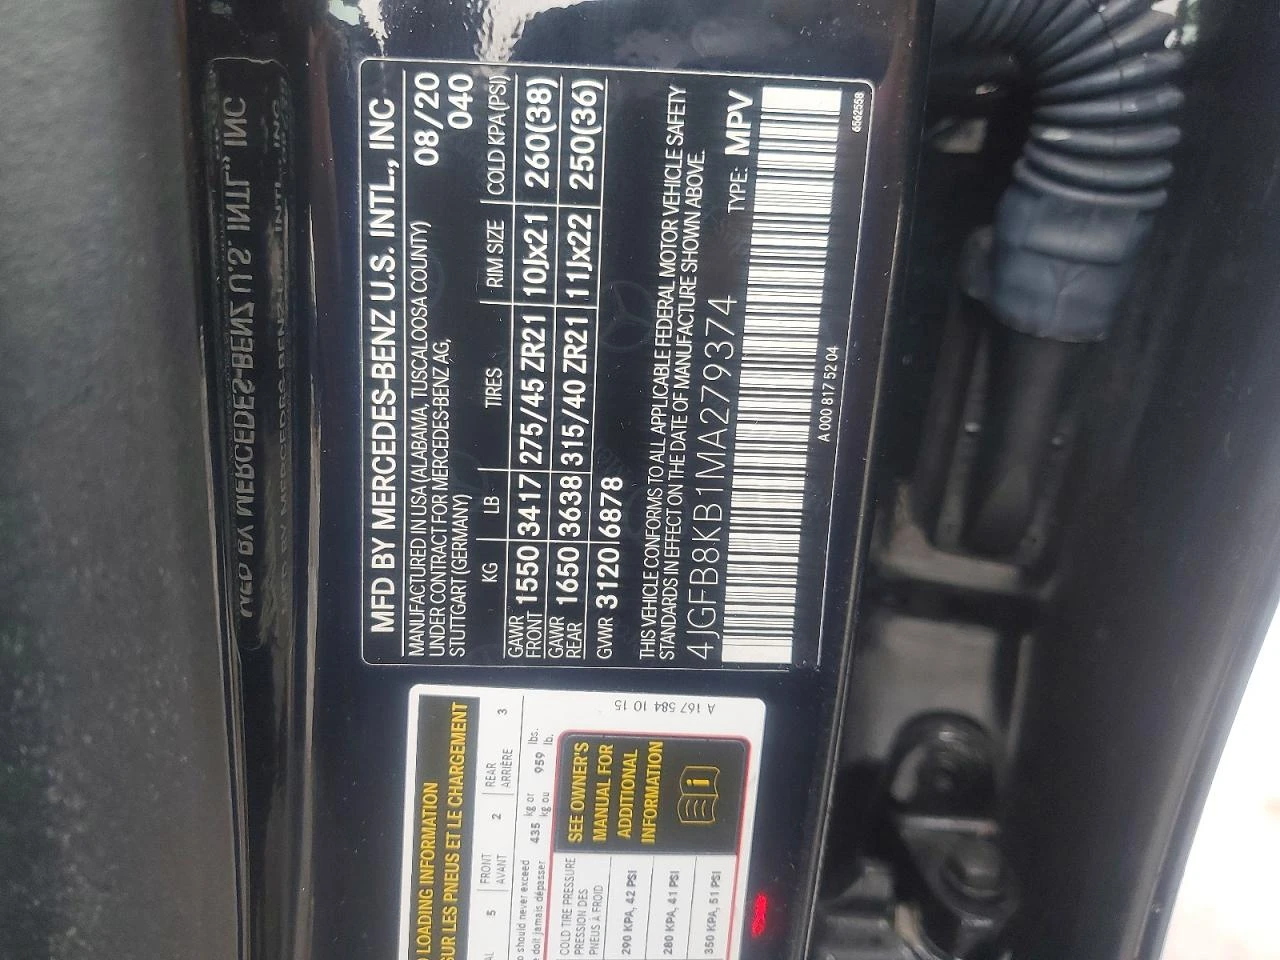 MFD BY MERCEDES-BENZ U.S. INTL., INC
MANUFACTURED IN USA (ALABAMA, TUSCALOOSA COUNTY) 08/20
UNDER CONTRACT FOR MERCEDES-BENZ AG,
STUTTGART (GERMANY) 040
KG LB TIRES RIM SIZE COLD KPA (PSI)
GAWR FRONT 1550 3417 275/45 ZR21 10Jx21 260(38)
GAWR REAR 1650 3638 315/40 ZR21 11Jx22 250(36)
GVWR 3120 6878
THIS VEHICLE CONFORMS TO ALL APPLICABLE FEDERAL MOTOR VEHICLE SAFETY
STANDARDS IN EFFECT ON THE DATE OF MANUFACTURE SHOWN ABOVE.
4JGFB8KB1MA279374 TYPE: MPV
A 000 817 52 04
6562558
LOADING INFORMATION
SUR LES PNEUS ET LE CHARGEMENT
5 FRONT AVANT 2 REAR ARRIÈRE 3
should never exceed 435 kg or 959 lbs.
doit jamais dépasser kg ou lb.
COLD TIRE PRESSURE
PRESSION DES
PNEUS À FROID
290 KPA, 42 PSI
280 KPA, 41 PSI
350 KPA, 51 PSI
SEE OWNER'S
MANUAL FOR
ADDITIONAL
INFORMATION
A 167 584 10 15